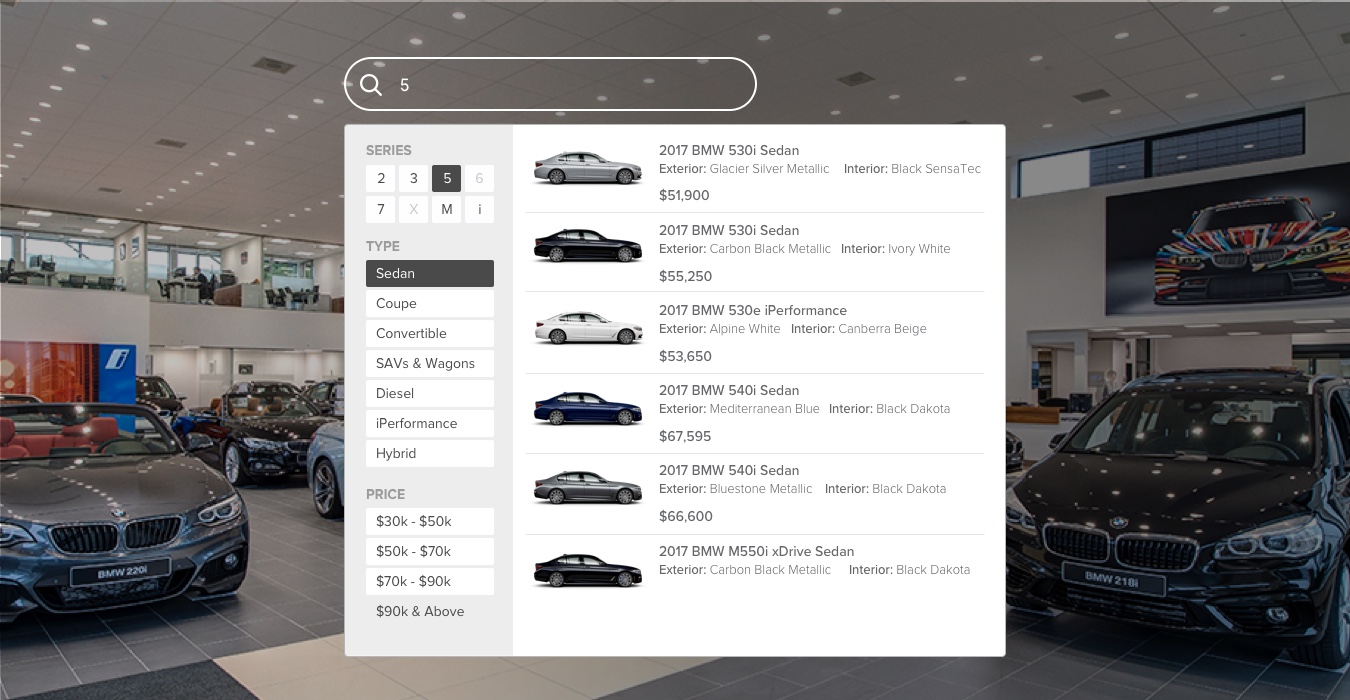 5
SERIES
2 3 5 6
7 X M i
TYPE
Sedan
Coupe
Convertible
SAVs & Wagons
Diesel
iPerformance
Hybrid
PRICE
$30k - $50k
$50k - $70k
$70k - $90k
$90k & Above
2017 BMW 530i Sedan
Exterior: Glacier Silver Metallic Interior: Black SensaTec
$51,900
2017 BMW 530i Sedan
Exterior: Carbon Black Metallic Interior: Ivory White
$55,250
2017 BMW 530e iPerformance
Exterior: Alpine White Interior: Canberra Beige
$53,650
2017 BMW 540i Sedan
Exterior: Mediterranean Blue Interior: Black Dakota
$67,595
2017 BMW 540i Sedan
Exterior: Bluestone Metallic Interior: Black Dakota
$66,600
2017 BMW M550i xDrive Sedan
Exterior: Carbon Black Metallic Interior: Black Dakota
i
BMW 220i
BMW 218i